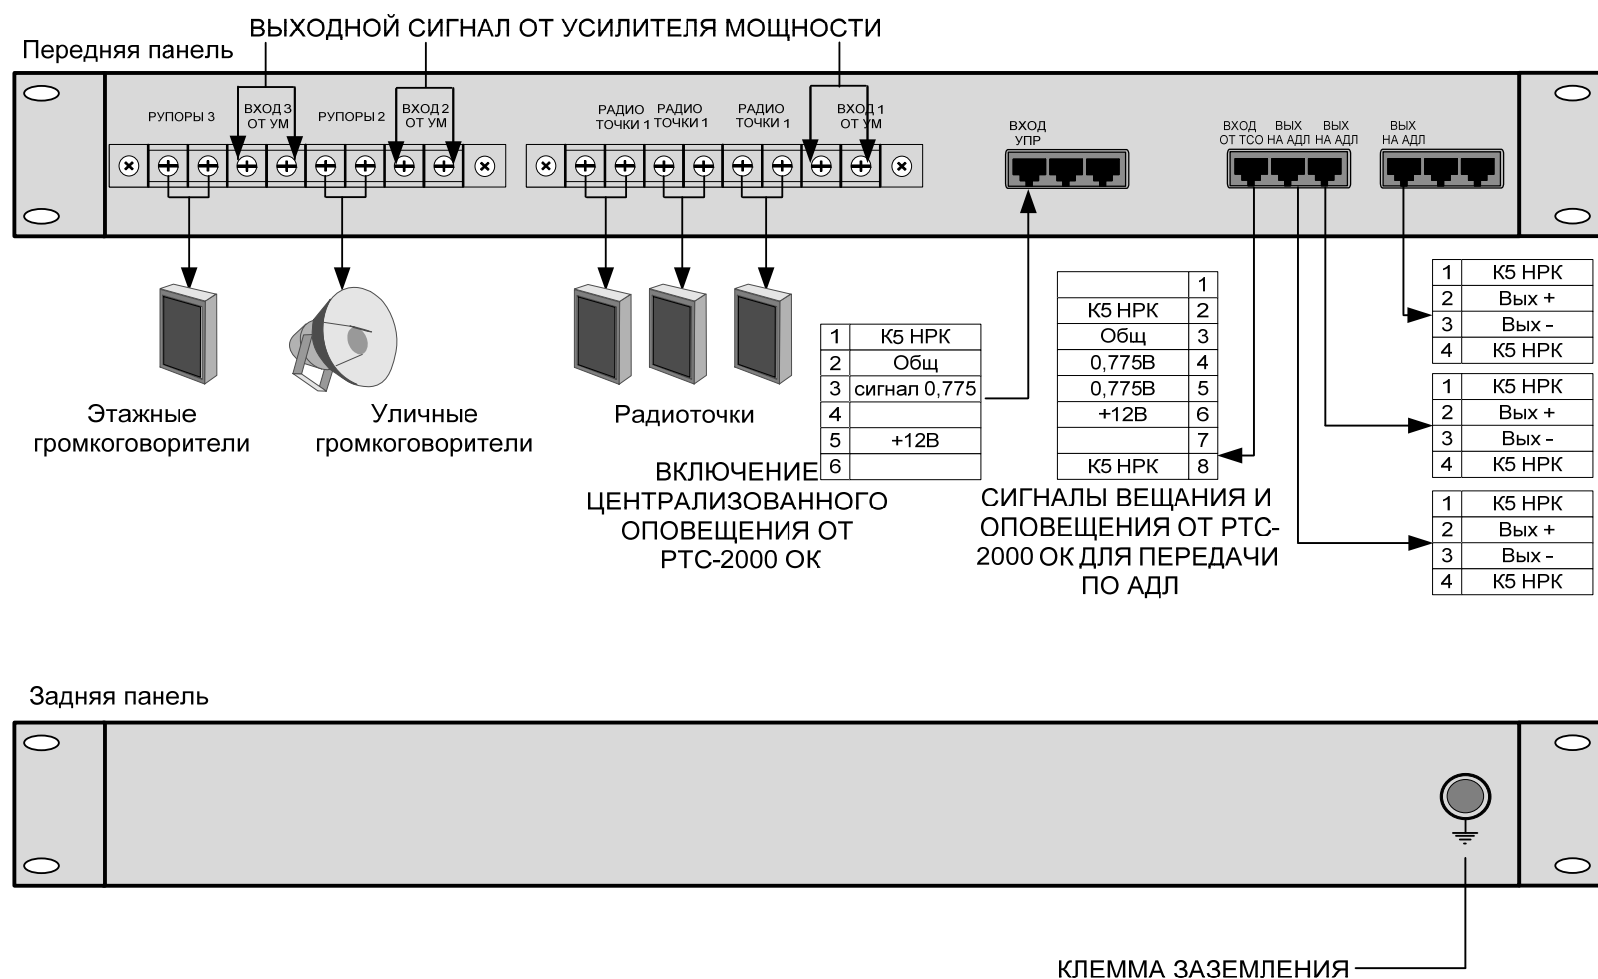 ВЫХОДНОЙ СИГНАЛ ОТ УСИЛИТЕЛЯ МОЩНОСТИ
Передняя панель
РУПОРЫ 3
ВХОД 3
ОТ УМ
РУПОРЫ 2
ВХОД 2
ОТ УМ
РАДИО
ТОЧКИ 1
РАДИО
ТОЧКИ 1
РАДИО
ТОЧКИ 1
ВХОД 1
ОТ УМ
ВХОД
УПР
ВХОД
ОТ ТСО
ВЫХ
НА АДЛ
ВЫХ
НА АДЛ
ВЫХ
НА АДЛ
Этажные
громкоговорители
Уличные
громкоговорители
Радиоточки
1 К5 НРК
2 Общ
3 сигнал 0,775
4
5 +12В
6
ВКЛЮЧЕНИЕ
ЦЕНТРАЛИЗОВАННОГО
ОПОВЕЩЕНИЯ ОТ
РТС-2000 ОК
1
К5 НРК 2
Общ 3
0,775В 4
0,775В 5
+12В 6
7
К5 НРК 8
СИГНАЛЫ ВЕЩАНИЯ И
ОПОВЕЩЕНИЯ ОТ РТС-
2000 ОК ДЛЯ ПЕРЕДАЧИ
ПО АДЛ
1 К5 НРК
2 Вых +
3 Вых -
4 К5 НРК
1 К5 НРК
2 Вых +
3 Вых -
4 К5 НРК
1 К5 НРК
2 Вых +
3 Вых -
4 К5 НРК
Задняя панель
КЛЕММА ЗАЗЕМЛЕНИЯ